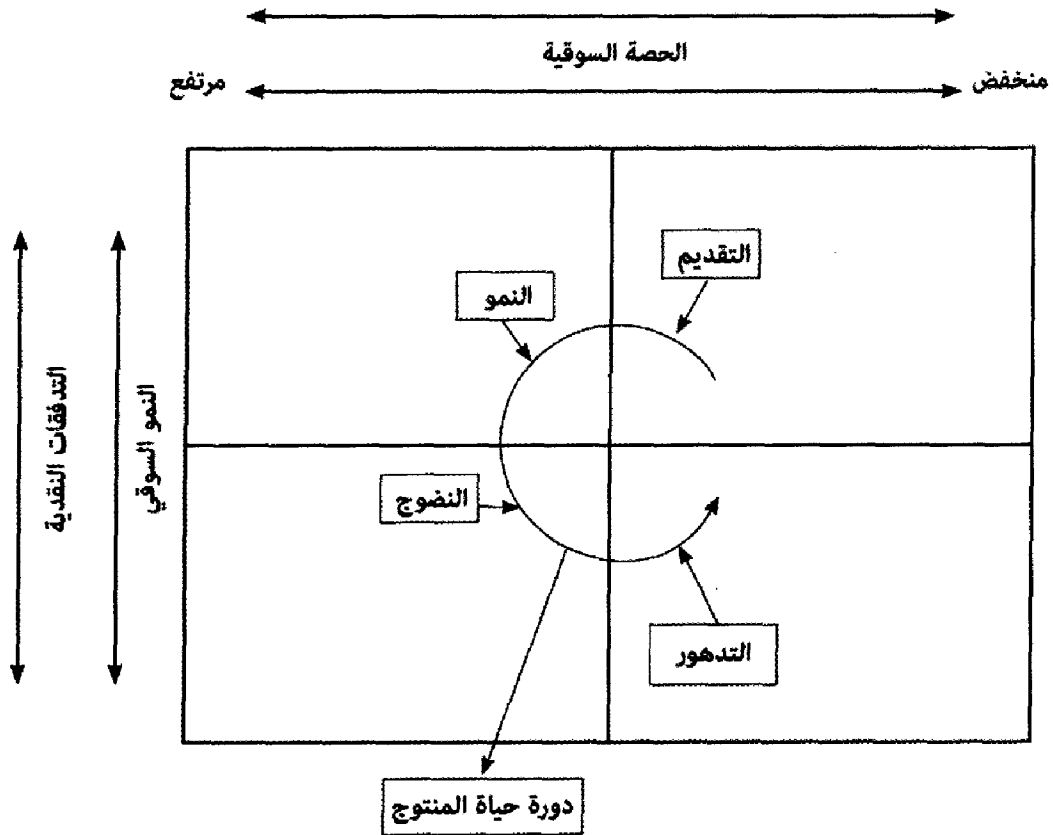 الحصة السوقية
مرتفع
منخفض
التقديم
النمو
التدفقات النقدية
النمو السوقي
النضوج
التدهور
دورة حياة المنتوج